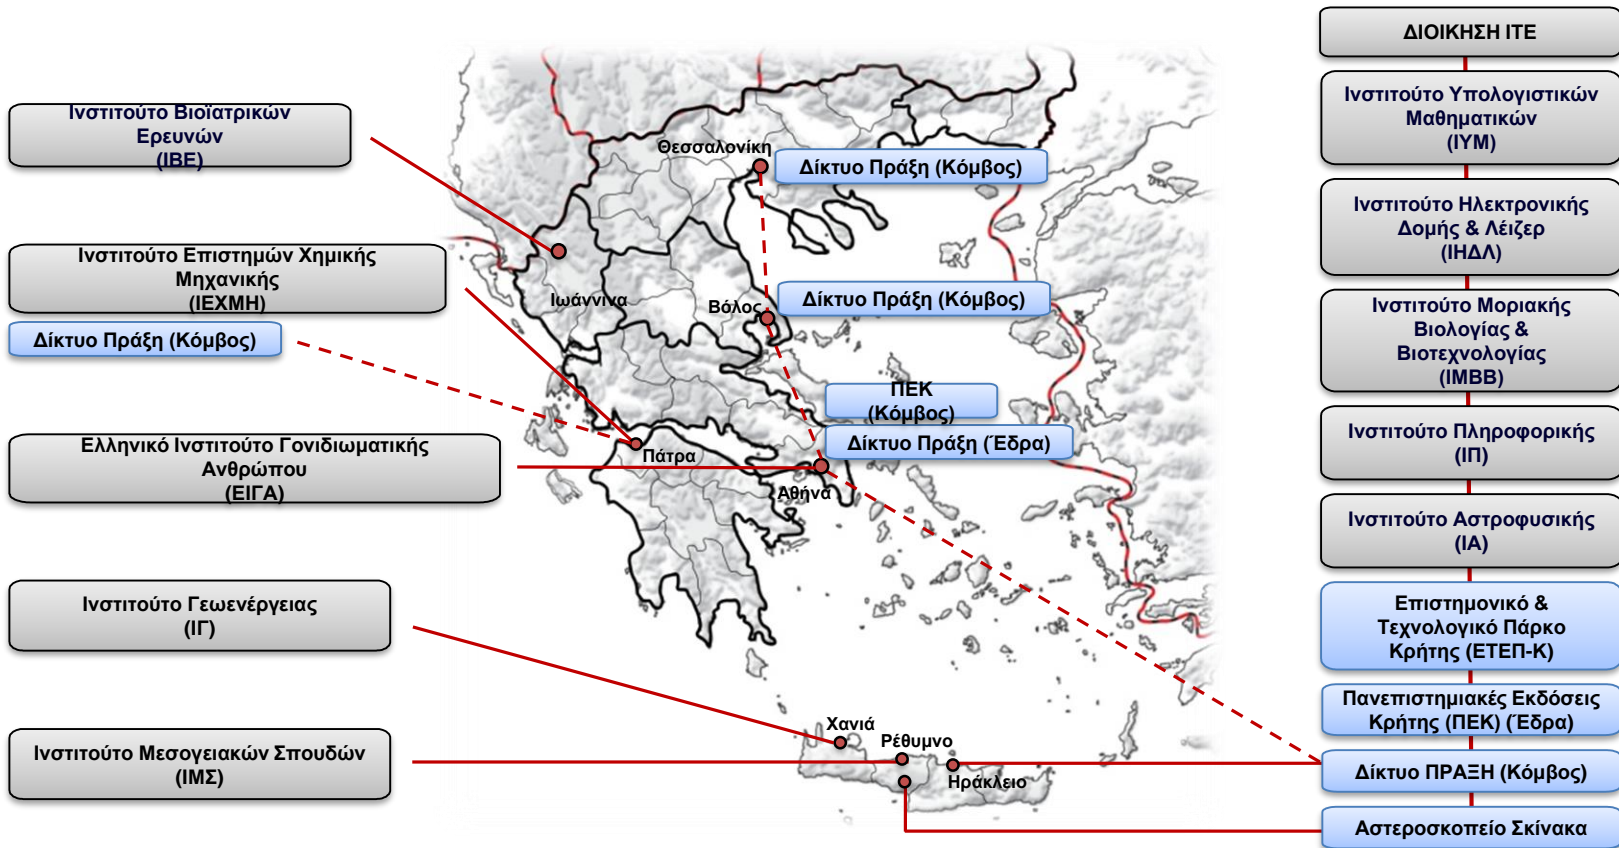 Ινστιτούτο Βιοϊατρικών
Ερευνών
(ΙΒΕ)
Ινστιτούτο Επιστημών Χημικής
Μηχανικής
(ΙΕΧΜΗ)
Δίκτυο Πράξη (Κόμβος)
Ελληνικό Ινστιτούτο Γονιδιωματικής
Ανθρώπου
(ΕΙΓΑ)
Ινστιτούτο Γεωενέργειας
(ΙΓ)
Ινστιτούτο Μεσογειακών Σπουδών
(ΙΜΣ)
Θεσσαλονίκη
Δίκτυο Πράξη (Κόμβος)
Ιωάννινα
Βόλος
Δίκτυο Πράξη (Κόμβος)
ΠΕΚ
(Κόμβος)
Δίκτυο Πράξη (Έδρα)
Πάτρα
Αθήνα
Χανιά
Ρέθυμνο
Ηράκλειο
ΔΙΟΙΚΗΣΗ ΙΤΕ
Ινστιτούτο Υπολογιστικών
Μαθηματικών
(ΙΥΜ)
Ινστιτούτο Ηλεκτρονικής
Δομής & Λέιζερ
(ΙΗΔΛ)
Ινστιτούτο Μοριακής
Βιολογίας &
Βιοτεχνολογίας
(ΙΜΒΒ)
Ινστιτούτο Πληροφορικής
(ΙΠ)
Ινστιτούτο Αστροφυσικής
(ΙΑ)
Επιστημονικό &
Τεχνολογικό Πάρκο
Κρήτης (ΕΤΕΠ-Κ)
Πανεπιστημιακές Εκδόσεις
Κρήτης (ΠΕΚ) (Έδρα)
Δίκτυο ΠΡΑΞΗ (Κόμβος)
Αστεροσκοπείο Σκίνακα